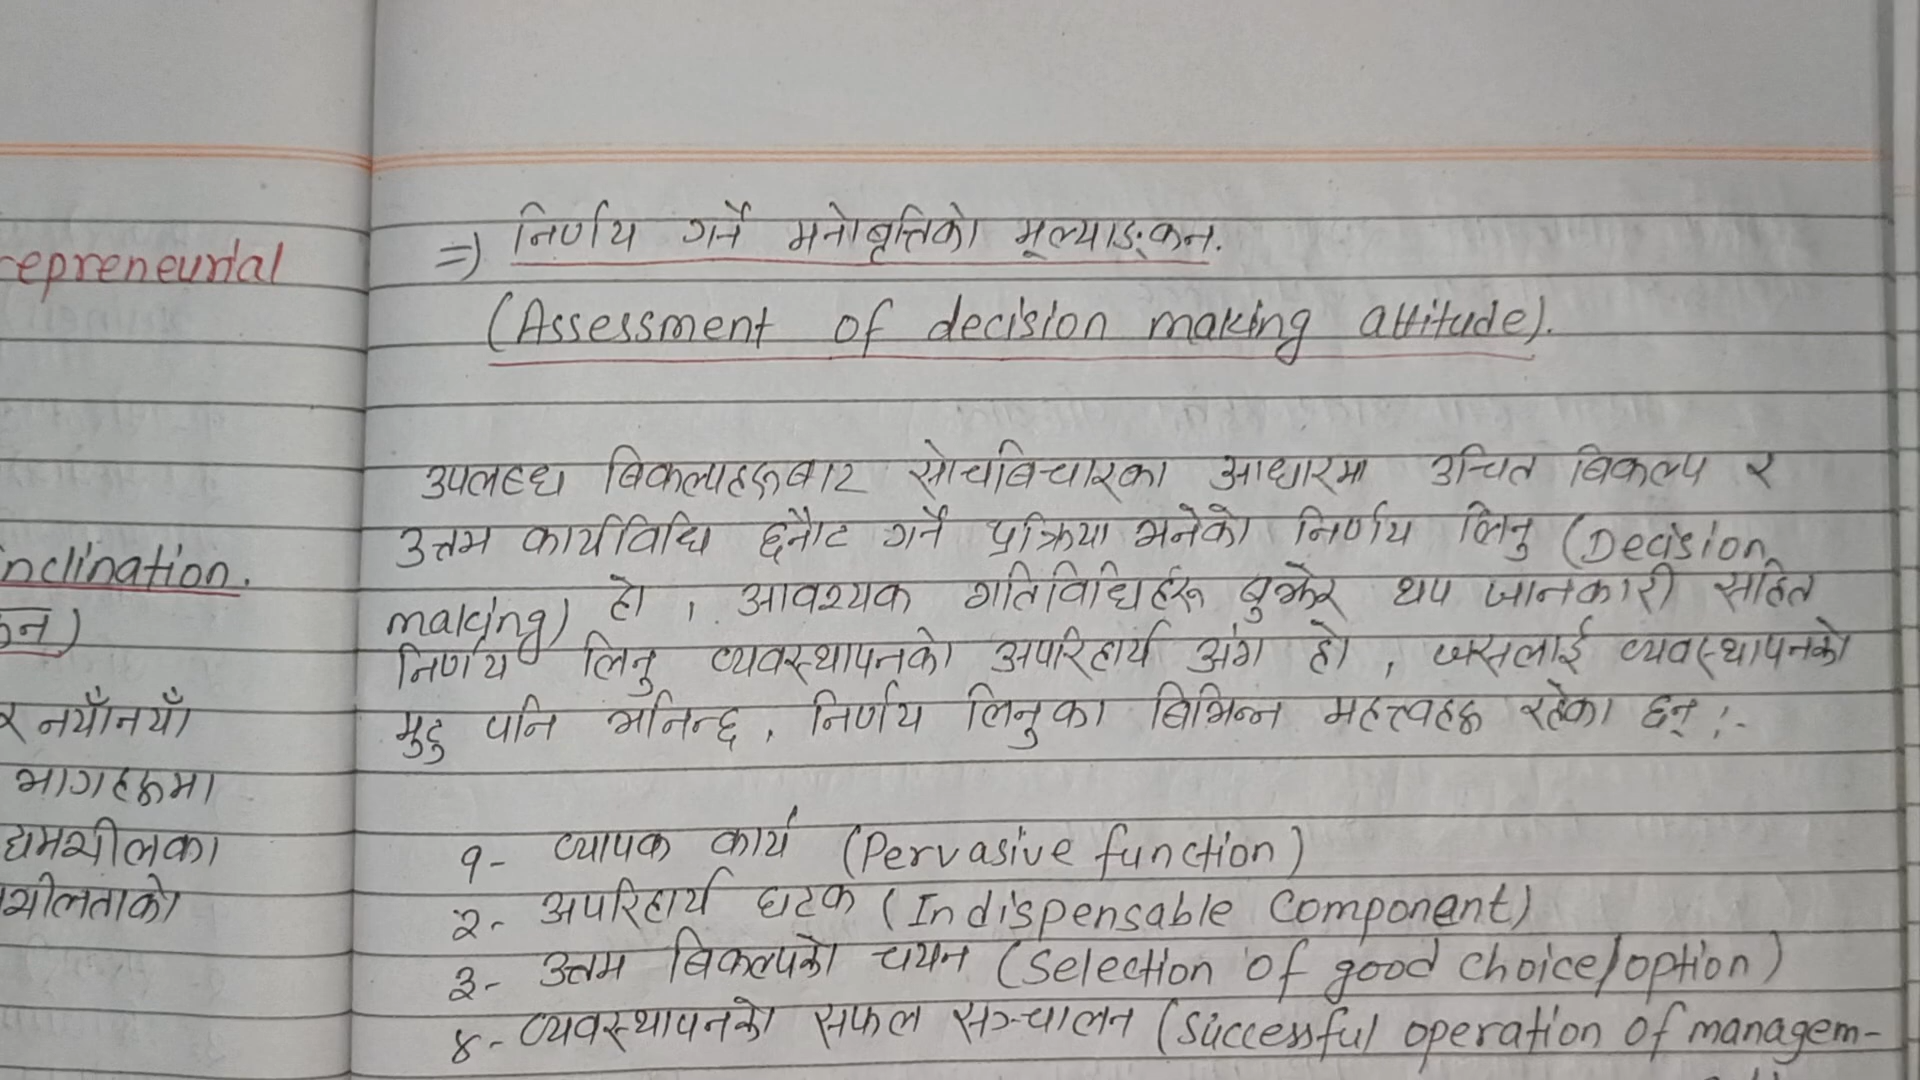 repreneurial
inclination.
न)
र नयाँनयाँ
भागहरूमा
द्यमशीलका
शीलताको
=) निर्णय गर्ने मनोबृत्तिको मूल्याङ्कन.
(Assessment of decision making attitude).
उपलब्ध बिकल्पहरूबाट सोचबिचारका आधारमा उचित बिकल्प र
उत्तम कार्यविधि छनौट गर्ने प्रक्रिया भनेको निर्णय लिनु (Decision
making) हो, आवश्यक गतिविधिहरू बुझेर थप जानकारी सहित
निर्णय लिनु व्यवस्थापनको अपरिहार्य अंग हो, जसलाई व्यवस्थापनको
मुटु पनि भनिन्छ, निर्णय लिनुका बिभिन्न महत्त्वहरू रहेका छन् :-
१- व्यापक कार्य (Pervasive function)
२- अपरिहार्य घटक (Indispensable Component)
३- उत्तम बिकल्पको चयन (Selection of good choice/option)
४- व्यवस्थापनको सफल सञ्चालन (Successful operation of managem-